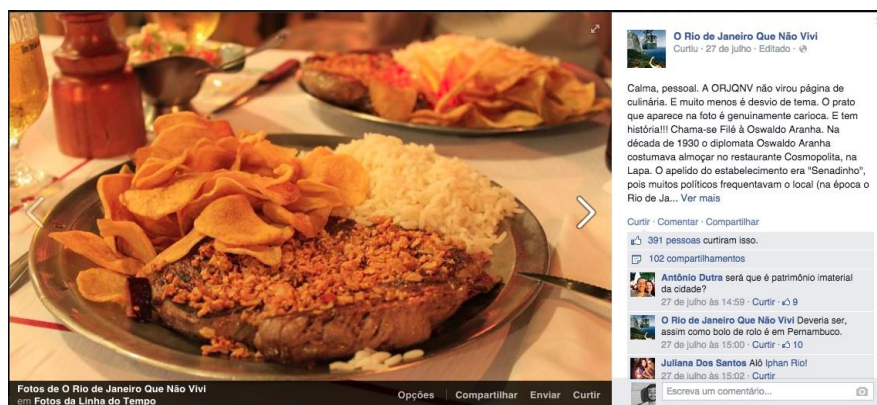 O Rio de Janeiro Que Não Vivi
Curtiu · 27 de julho · Editado ·
Calma, pessoal. A ORJQNV não virou página de
culinária. E muito menos é desvio de tema. O prato
que aparece na foto é genuinamente carioca. E tem
história!!! Chama-se Filé à Oswaldo Aranha. Na
década de 1930 o diplomata Oswaldo Aranha
costumava almoçar no restaurante Cosmopolita, na
Lapa. O apelido do estabelecimento era "Senadinho",
pois muitos políticos frequentavam o local (na época o
Rio de Ja... Ver mais
Curtir · Comentar · Compartilhar
391 pessoas curtiram isso.
102 compartilhamentos
Antônio Dutra será que é patrimônio imaterial
da cidade?
27 de julho às 14:59 · Curtir · 9
O Rio de Janeiro Que Não Vivi Deveria ser,
assim como bolo de rolo é em Pernambuco.
27 de julho às 15:00 · Curtir · 10
Juliana Dos Santos Alô Iphan Rio!
27 de julho às 15:02 · Curtir
Escreva um comentário...
Fotos de O Rio de Janeiro Que Não Vivi
em Fotos da Linha do Tempo
Opções Compartilhar Enviar Curtir